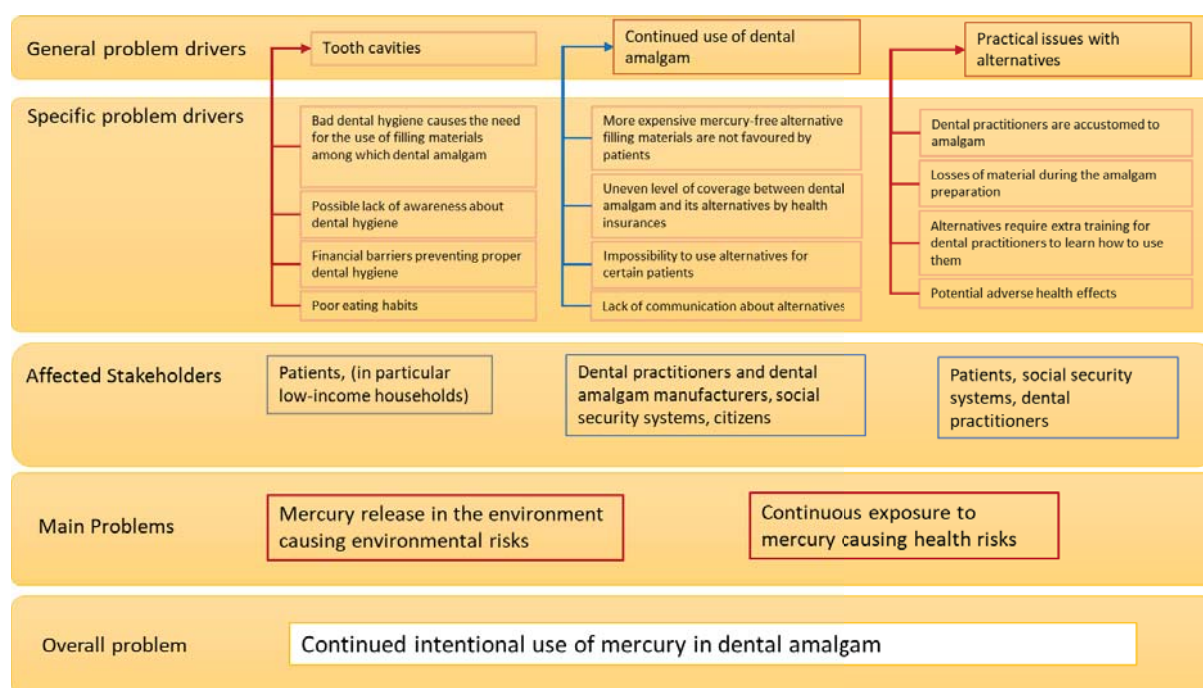 General problem drivers
Tooth cavities
Continued use of dental
amalgam
Practical issues with
alternatives
Specific problem drivers
Bad dental hygiene causes the need
for the use of filling materials
among which dental amalgam
Possible lack of awareness about
dental hygiene
Financial barriers preventing proper
dental hygiene
Poor eating habits
More expensive mercury-free alternative
filling materials are not favoured by
patients
Uneven level of coverage between dental
amalgam and its alternatives by health
insurances
Impossibility to use alternatives for
certain patients
Lack of communication about alternatives
Dental practitioners are accustomed to
amalgam
Losses of material during the amalgam
preparation
Alternatives require extra training for
dental practitioners to learn how to use
them
Potential adverse health effects
Affected Stakeholders
Patients, (in particular
low-income households)
Dental practitioners and dental
amalgam manufacturers, social
security systems, citizens
Patients, social security
systems, dental
practitioners
Main Problems
Mercury release in the environment
causing environmental risks
Continuous exposure to
mercury causing health risks
Overall problem
Continued intentional use of mercury in dental amalgam